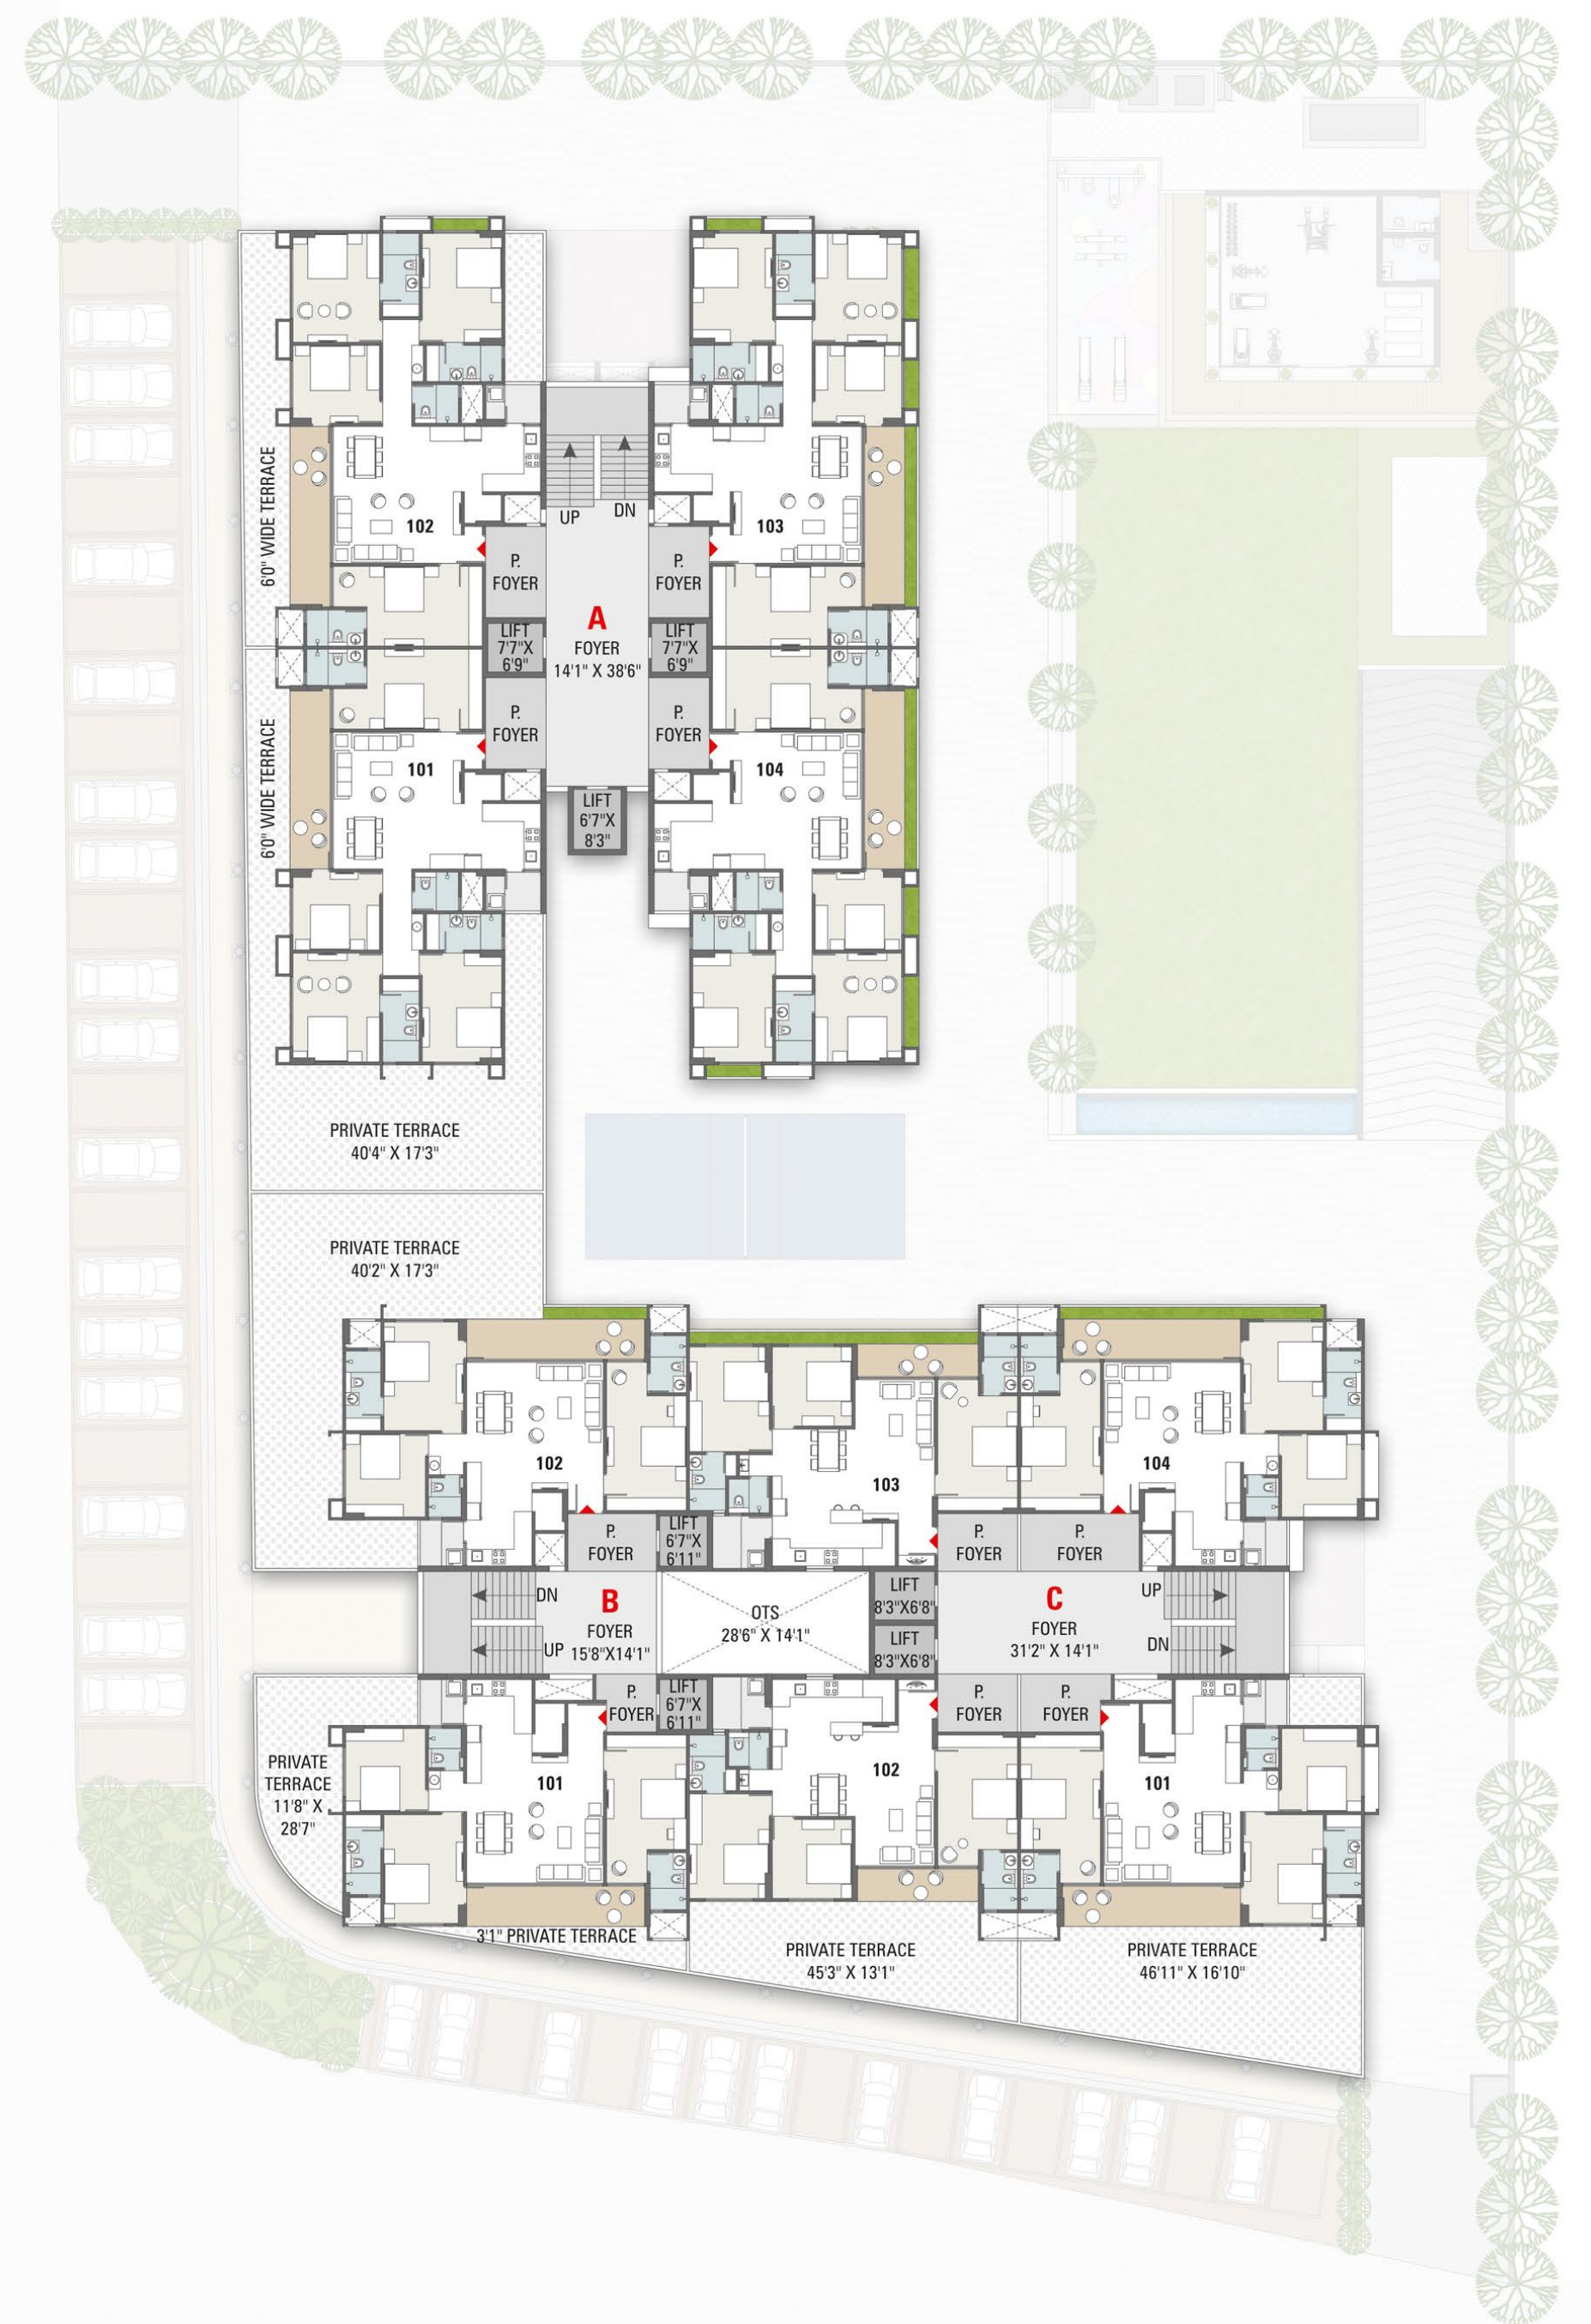 6'0" WIDE TERRACE
102
103
UP
DN
P.
FOYER
P.
FOYER
A
FOYER
14'1" X 38'6"
LIFT
7'7"X
6'9"
LIFT
7'7"X
6'9"
P.
FOYER
P.
FOYER
6'0" WIDE TERRACE
101
104
LIFT
6'7"X
8'3"
PRIVATE TERRACE
40'4" X 17'3"
PRIVATE TERRACE
40'2" X 17'3"
102
103
104
P.
FOYER
LIFT
6'7"X
6'11"
P.
FOYER
P.
FOYER
DN
UP
B
FOYER
15'8"X14'1"
OTS
28'6" X 14'1"
LIFT
8'3"X6'8"
LIFT
8'3"X6'8"
C
FOYER
31'2" X 14'1"
UP
DN
P.
FOYER
LIFT
6'7"X
6'11"
P.
FOYER
P.
FOYER
PRIVATE
TERRACE
11'8" X
28'7"
101
102
101
3'1" PRIVATE TERRACE
PRIVATE TERRACE
45'3" X 13'1"
PRIVATE TERRACE
46'11" X 16'10"